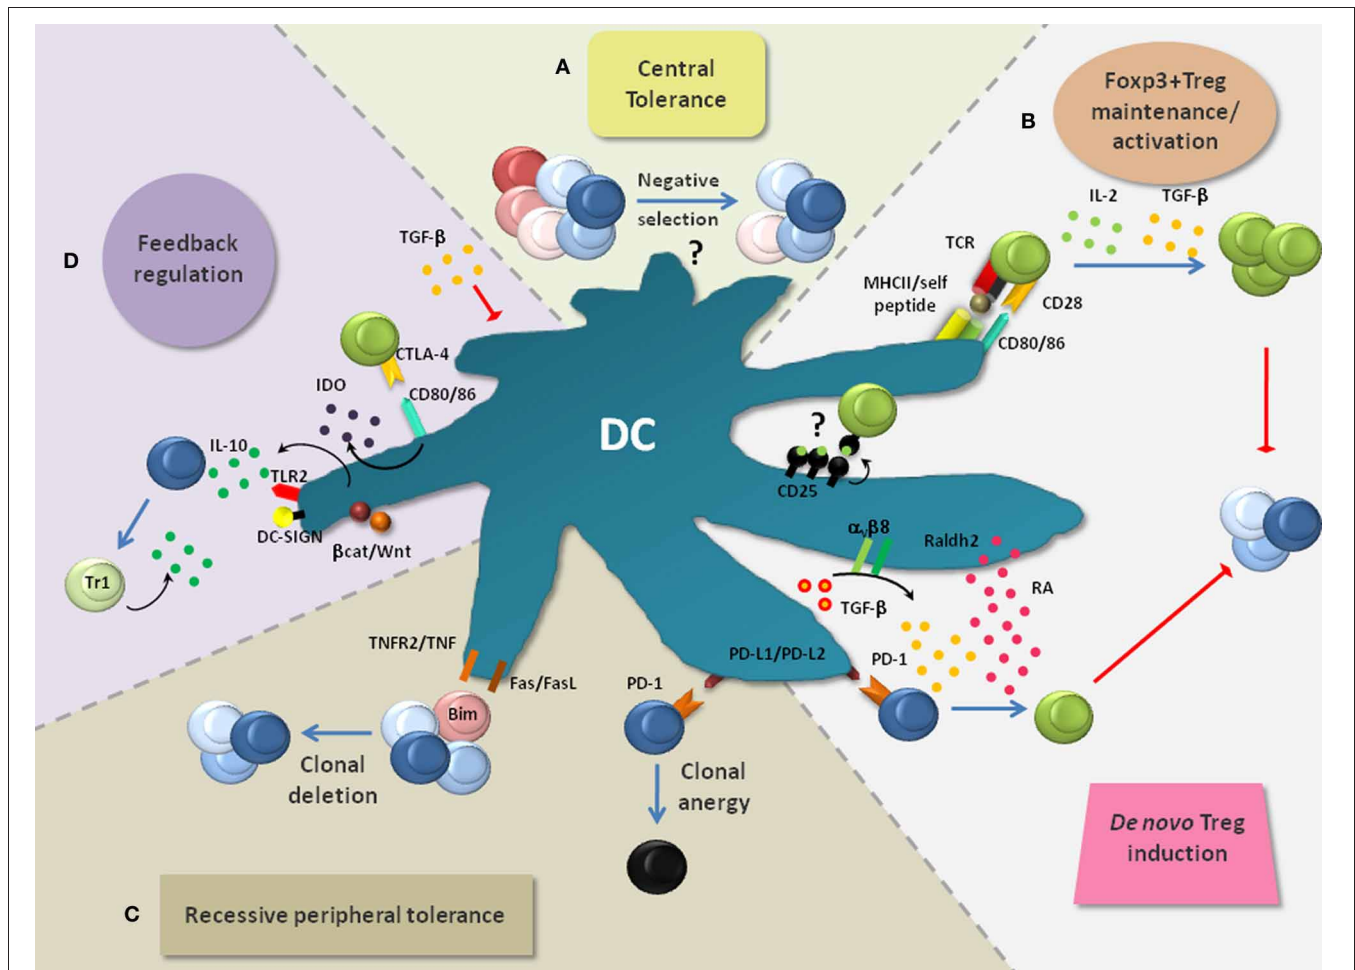 A
Central
Tolerance
Negative
selection
?
B
Foxp3+Treg
maintenance/
activation
IL-2
TGF-β
TCR
MHCII/self
peptide
CD28
CD80/86
D
Feedback
regulation
TGF-β
CTLA-4
IDO
CD80/86
IL-10
TLR2
DC-SIGN
βcat/Wnt
Tr1
DC
?
CD25
αvβ8
Raldh2
TGF-β
RA
TNFR2/TNF
Fas/FasL
PD-1
PD-L1/PD-L2
PD-1
Bim
Clonal
deletion
Clonal
anergy
De novo Treg
induction
C
Recessive peripheral tolerance